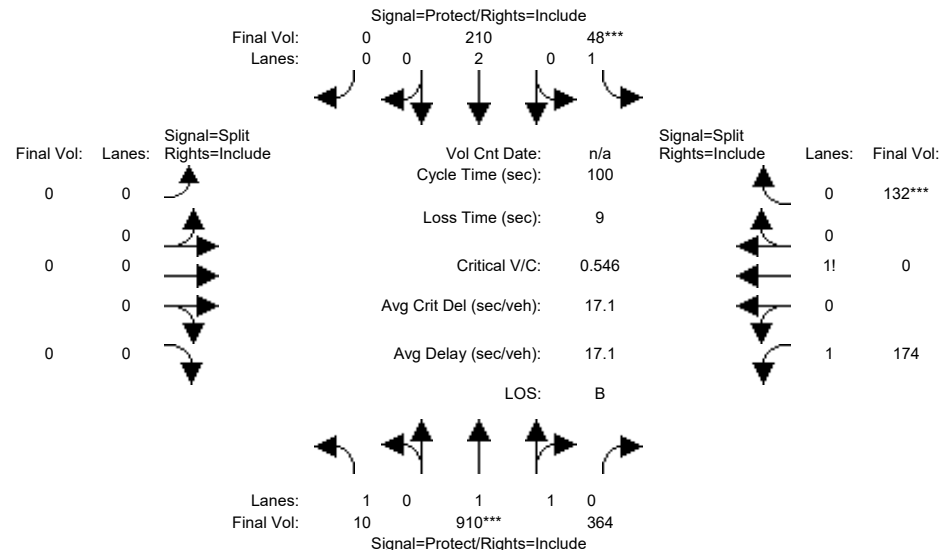 Signal=Protect/Rights=Include
Final Vol: 0 210 48***
Lanes: 0 0 2 0 1
Signal=Split Signal=Split
Final Vol: Lanes: Rights=Include Vol Cnt Date: n/a Rights=Include Lanes: Final Vol:
Cycle Time (sec): 100
0 0 0 132***
Loss Time (sec): 9
0 0
0 0 Critical V/C: 0.546 1! 0
0 Avg Crit Del (sec/veh): 17.1 0
0 0 Avg Delay (sec/veh): 17.1 1 174
LOS: B
Lanes: 1 0 1 1 0
Final Vol: 10 910*** 364
Signal=Protect/Rights=Include